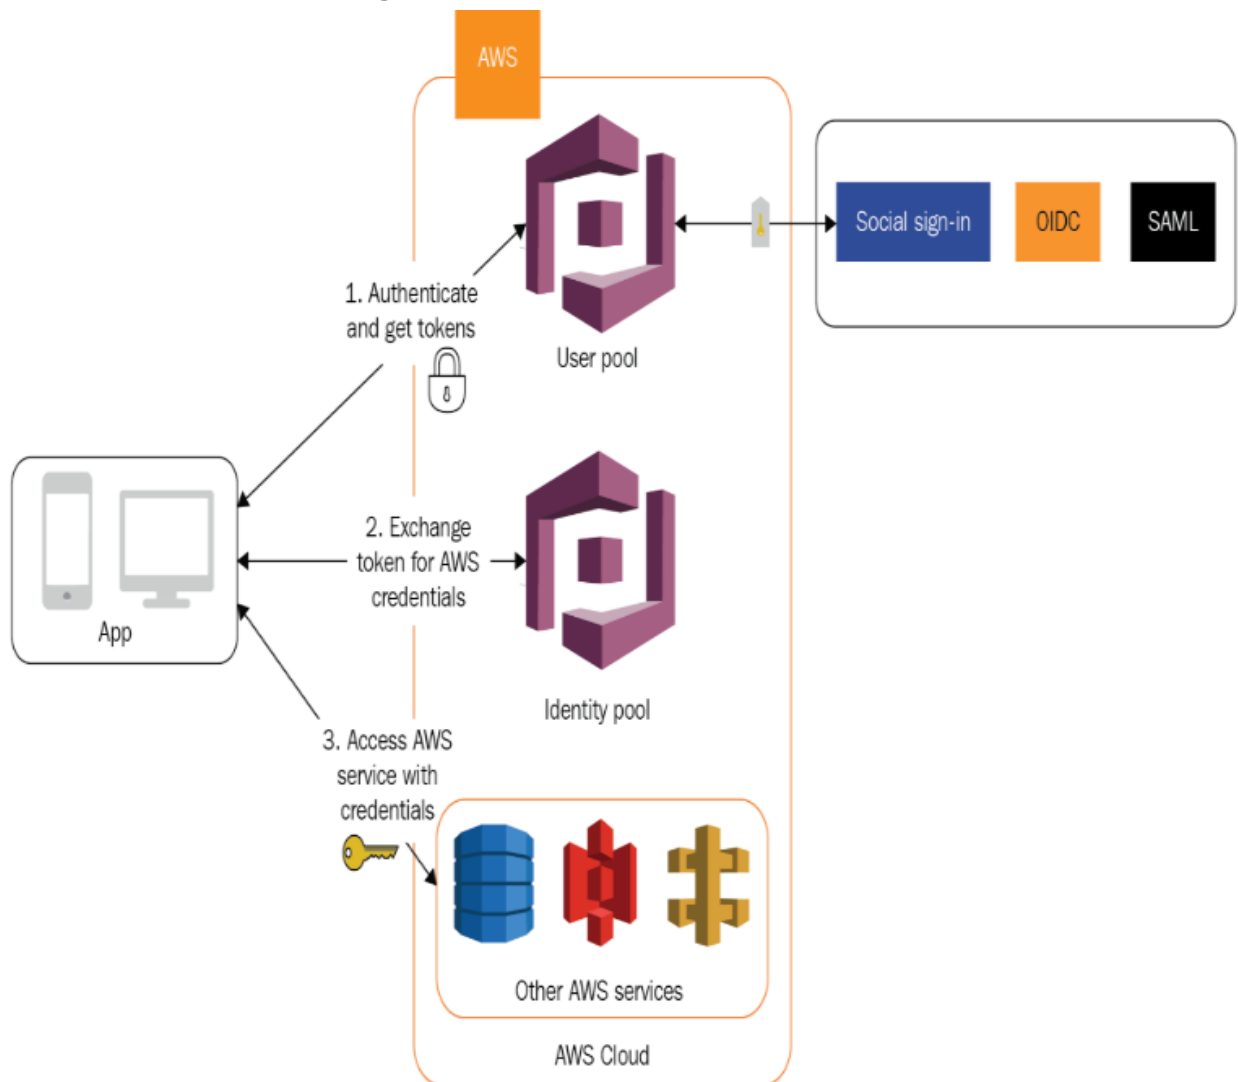 AWS
Social sign-in
OIDC
SAML
1. Authenticate
and get tokens
User pool
2. Exchange
token for AWS
credentials
App
Identity pool
3. Access AWS
service with
credentials
Other AWS services
AWS Cloud